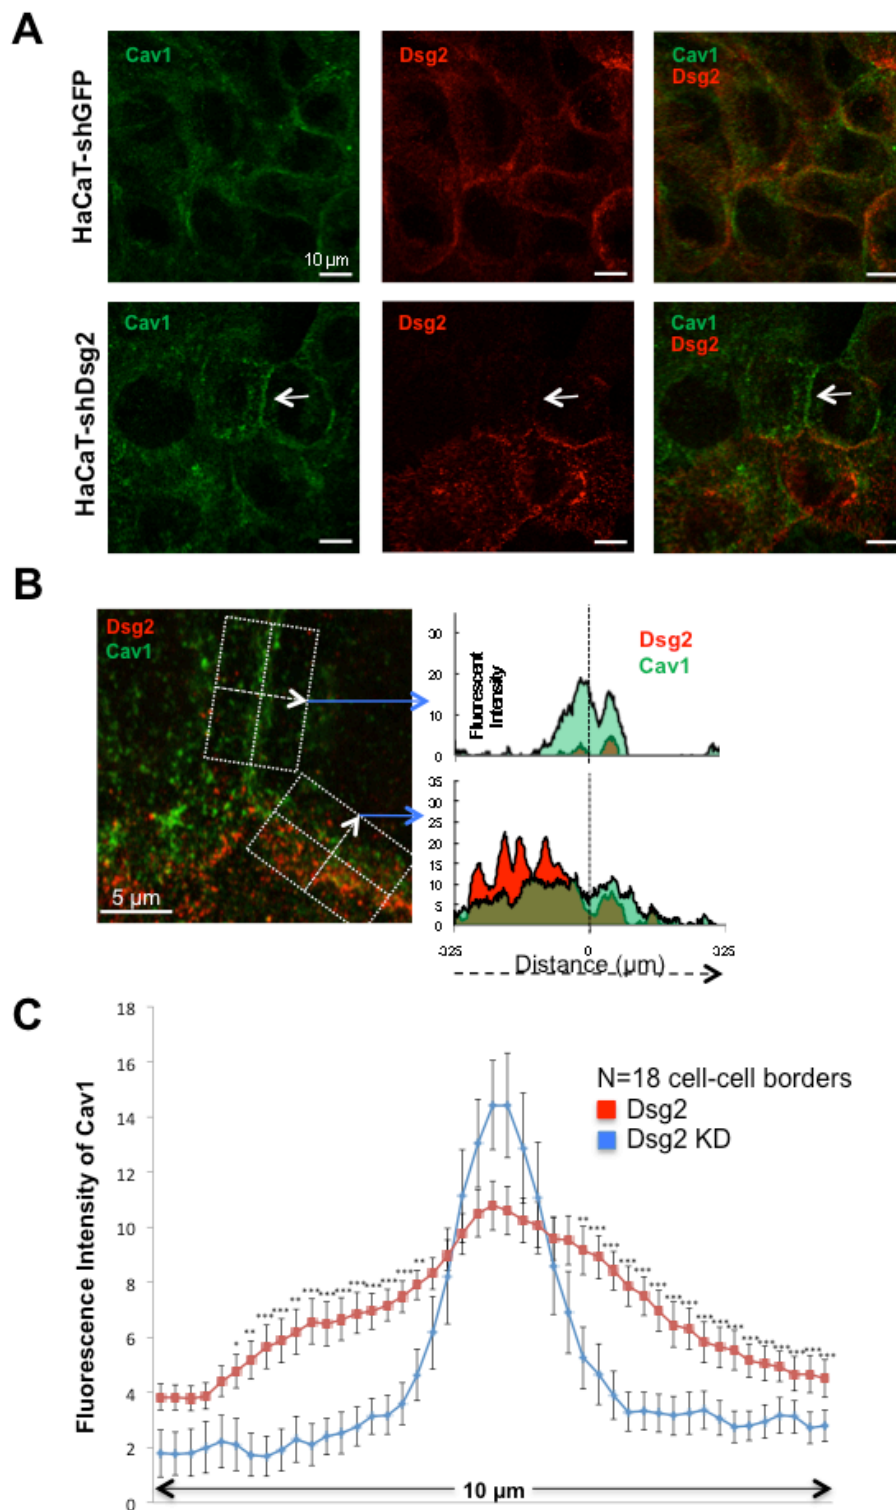 A
HaCaT-shGFP
Cav1
10 µm
Dsg2
Cav1
Dsg2
HaCaT-shDsg2
Cav1
Dsg2
Cav1
Dsg2
B
Dsg2
Cav1
5 µm
Fluorescent
Intensity
30
20
10
0
Dsg2
Cav1
35
30
25
20
15
10
5
0
-325
0
325
Distance (µm)
C
Fluorescence Intensity of Cav1
18
16
14
12
10
8
6
4
2
0
N=18 cell-cell borders
Dsg2
Dsg2 KD
10 µm